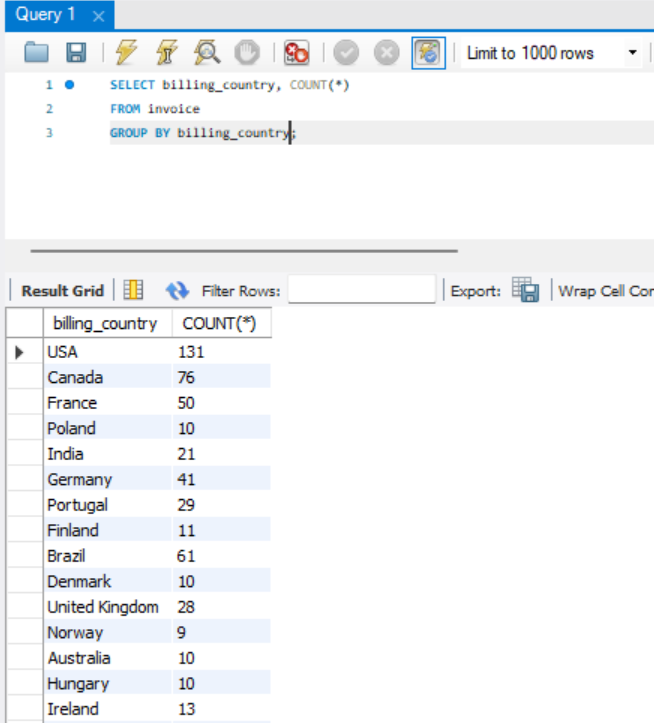 Query 1
Limit to 1000 rows
1 SELECT billing_country, COUNT(*)
2 FROM invoice
3 GROUP BY billing_country;
Result Grid Filter Rows: Export: Wrap Cell Cor
billing_country COUNT(*)
USA 131
Canada 76
France 50
Poland 10
India 21
Germany 41
Portugal 29
Finland 11
Brazil 61
Denmark 10
United Kingdom 28
Norway 9
Australia 10
Hungary 10
Ireland 13